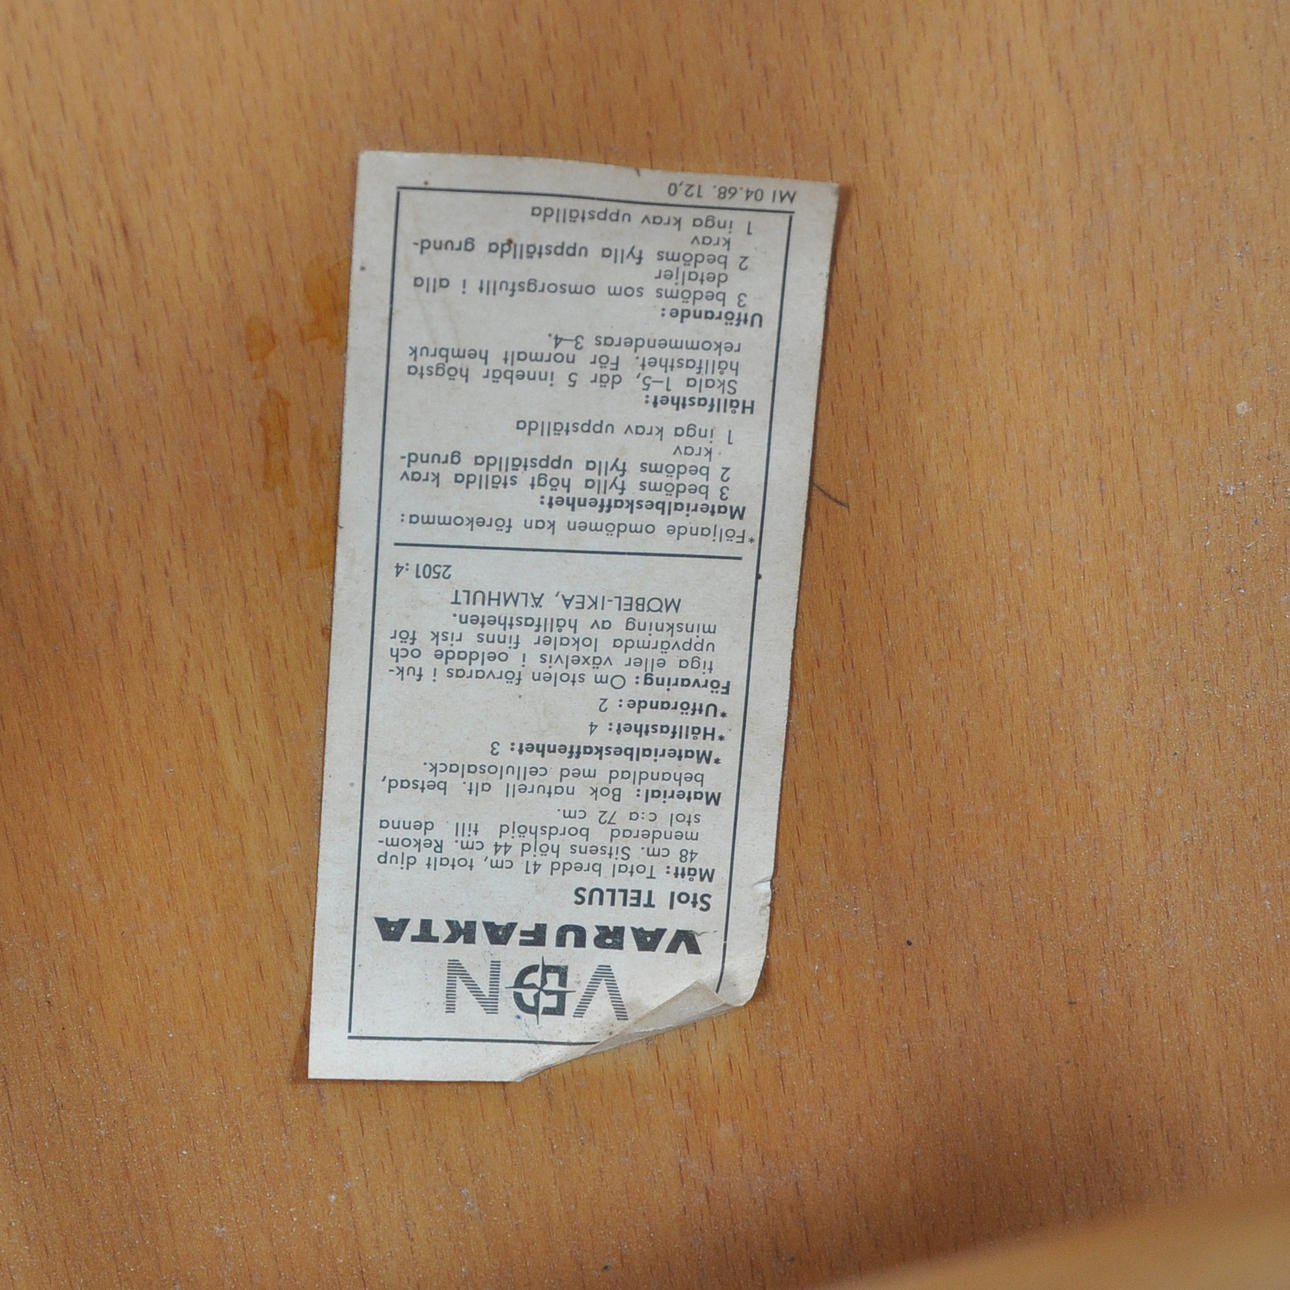 VDN
VARUFAKTA
Stol TELLUS
Mått: Total bredd 41 cm, totalt djup
48 cm. Sitsens höjd 44 cm. Rekom-
menderad bordshöjd till denna
stol c:a 72 cm.
Material: Bok naturell alt. betsad,
behandlad med cellulosalack.
*Materialbeskaffenhet: 3
*Hållfasthet: 4
*Utförande: 2
Förvaring: Om stolen förvaras i fuk-
tiga eller växelvis i oeldade och
uppvärmda lokaler finns risk för
minskning av hållfastheten.
MÖBEL-IKEA, ÄLMHULT
2501:4
*Följande omdömen kan förekomma:
Materialbeskaffenhet:
3 bedöms fylla högt ställda krav
2 bedöms fylla uppställda grund-
krav
1 inga krav uppställda
Hållfasthet:
Skala 1–5, där 5 innebär högsta
hållfasthet. För normalt hembruk
rekommenderas 3–4.
Utförande:
3 bedöms som omsorgsfullt i alla
detaljer
2 bedöms fylla uppställda grund-
krav
1 inga krav uppställda
MI 04.68. 12,0